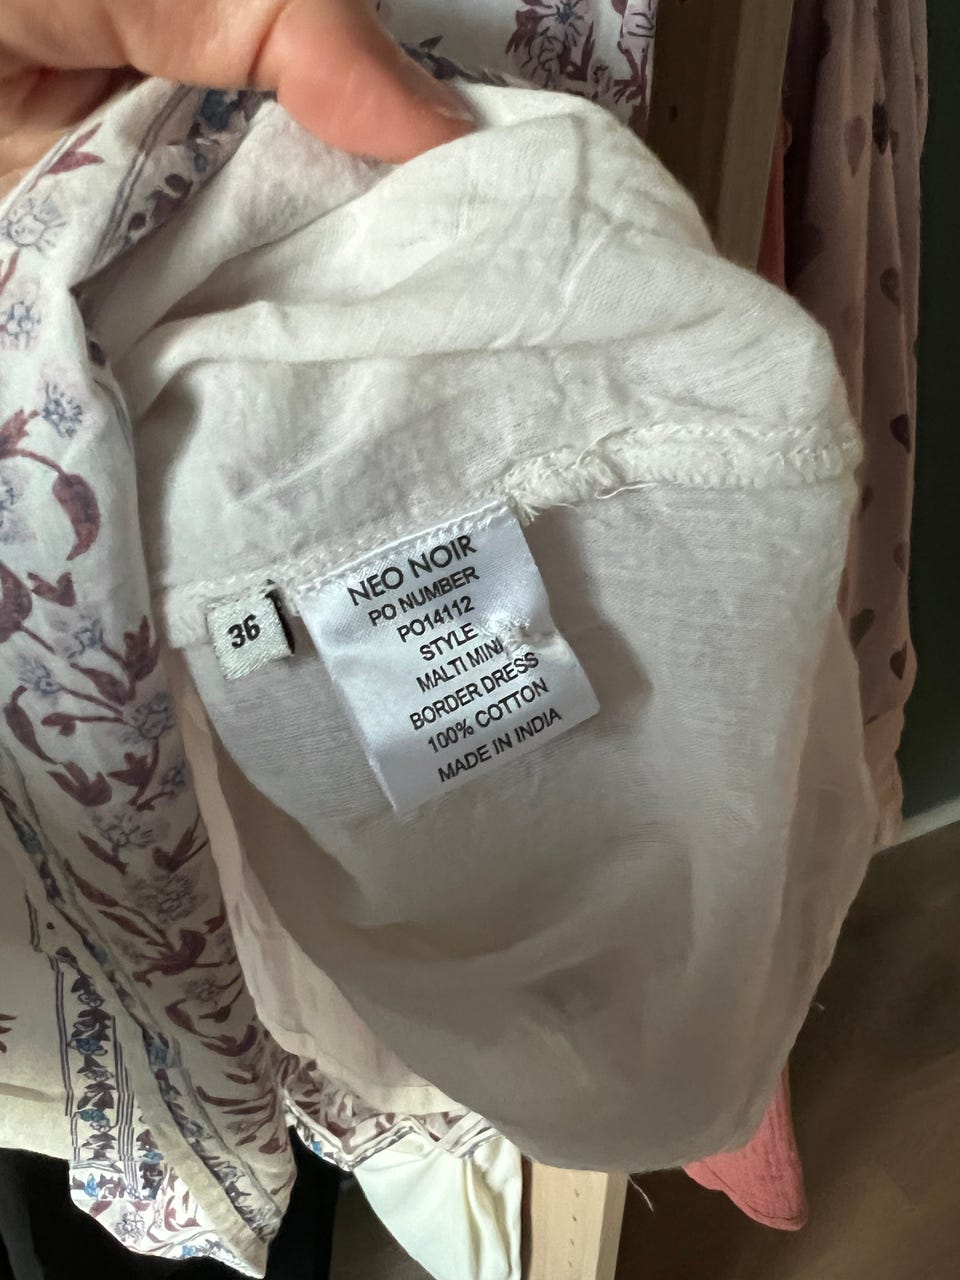 36
NEO NOIR
PO NUMBER
PO14112
STYLE
MALTI MINI
BORDER DRESS
100% COTTON
MADE IN INDIA